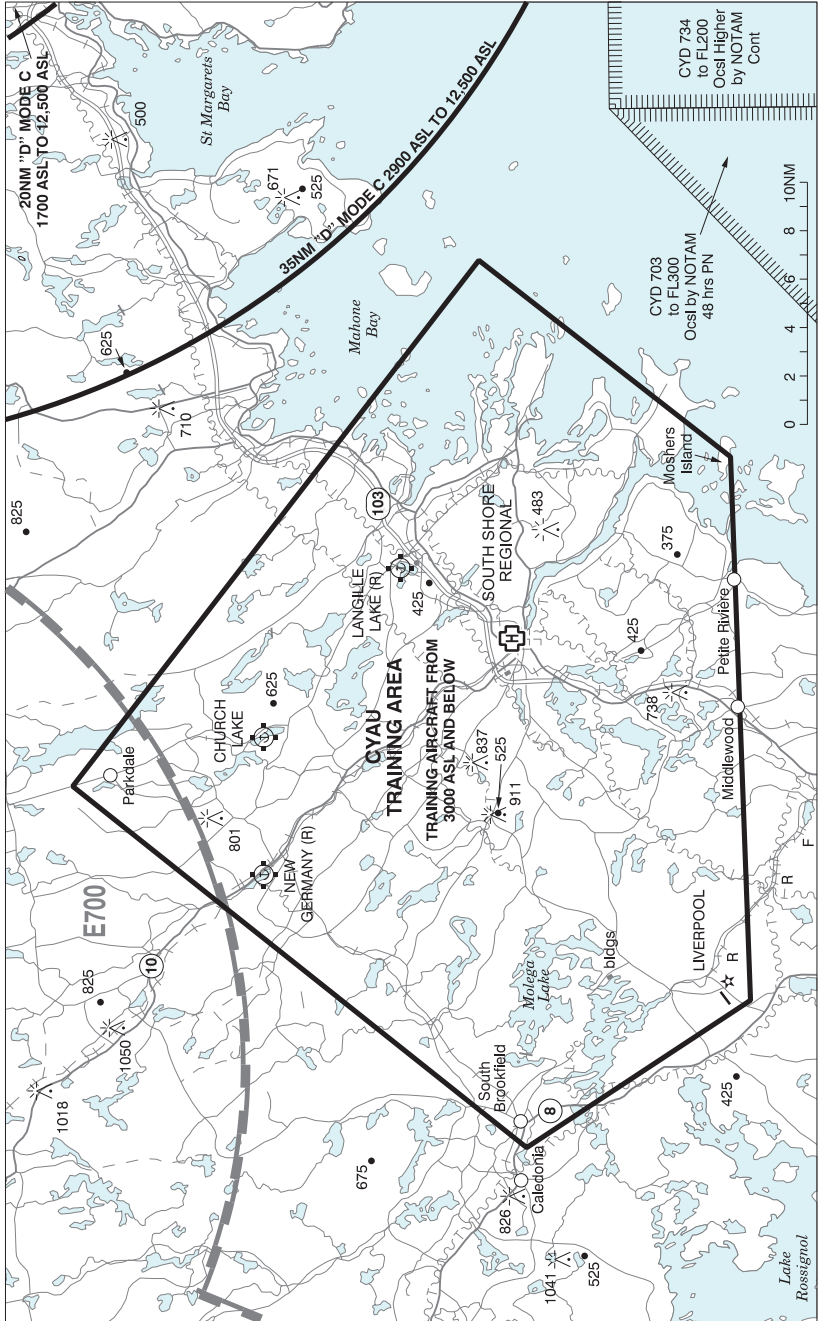 20NM "D" MODE C
1700 ASL TO 12,500 ASL
500
St Margarets
Bay
671
525
35NM "D" MODE C 2900 ASL TO 12,500 ASL
CYD 734
to FL200
Ocsl Higher
by NOTAM
Cont
CYD 703
to FL300
Ocsl by NOTAM
48 hrs PN
0 2 4 6 8 10NM
625
710
Mahone
Bay
825
103
LANGILLE
LAKE (R)
425
SOUTH SHORE
REGIONAL
H
483
Moshers
Island
375
Petite Rivière
425
738
Middlewood
CYAU
TRAINING AREA
TRAINING AIRCRAFT FROM
3000 ASL AND BELOW
625
CHURCH
LAKE
Parkdale
801
NEW
GERMANY (R)
837
525
911
E700
10
825
1050
1018
Molega
Lake
bldgs
LIVERPOOL
R
R
F
South
Brookfield
8
425
Caledonia
826
675
1041
525
Lake
Rossignol